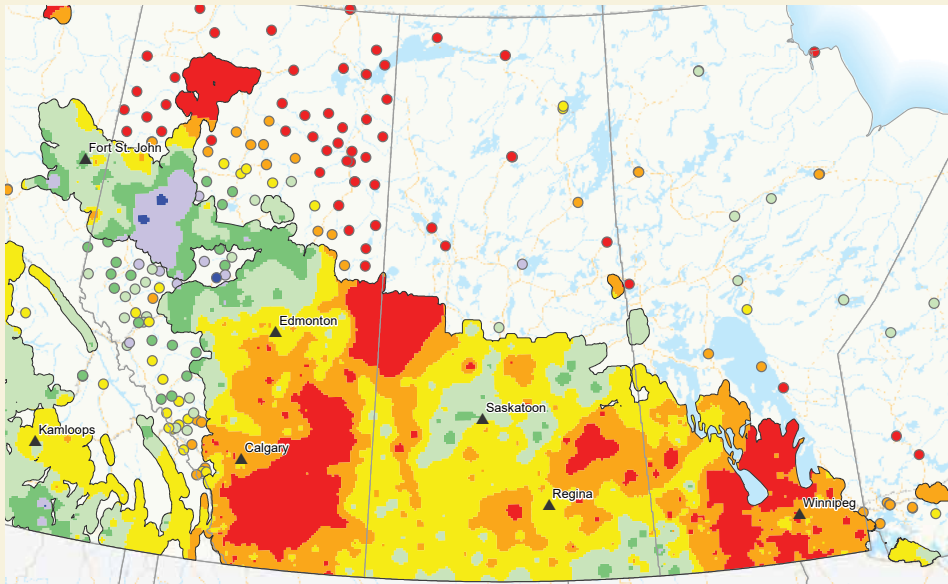 Fort St. John
Edmonton
Saskatoon
Kamloops
Calgary
Regina
Winnipeg